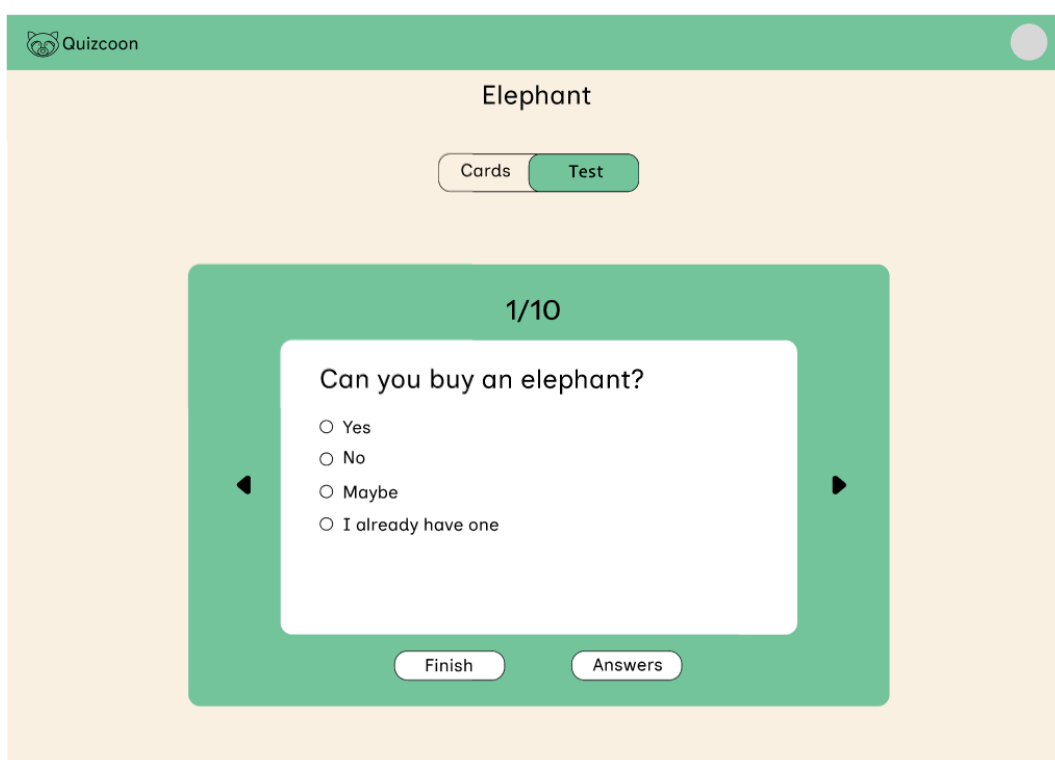 Quizcoon
Elephant
Cards Test
1/10
Can you buy an elephant?
Yes
No
Maybe
I already have one
Finish Answers